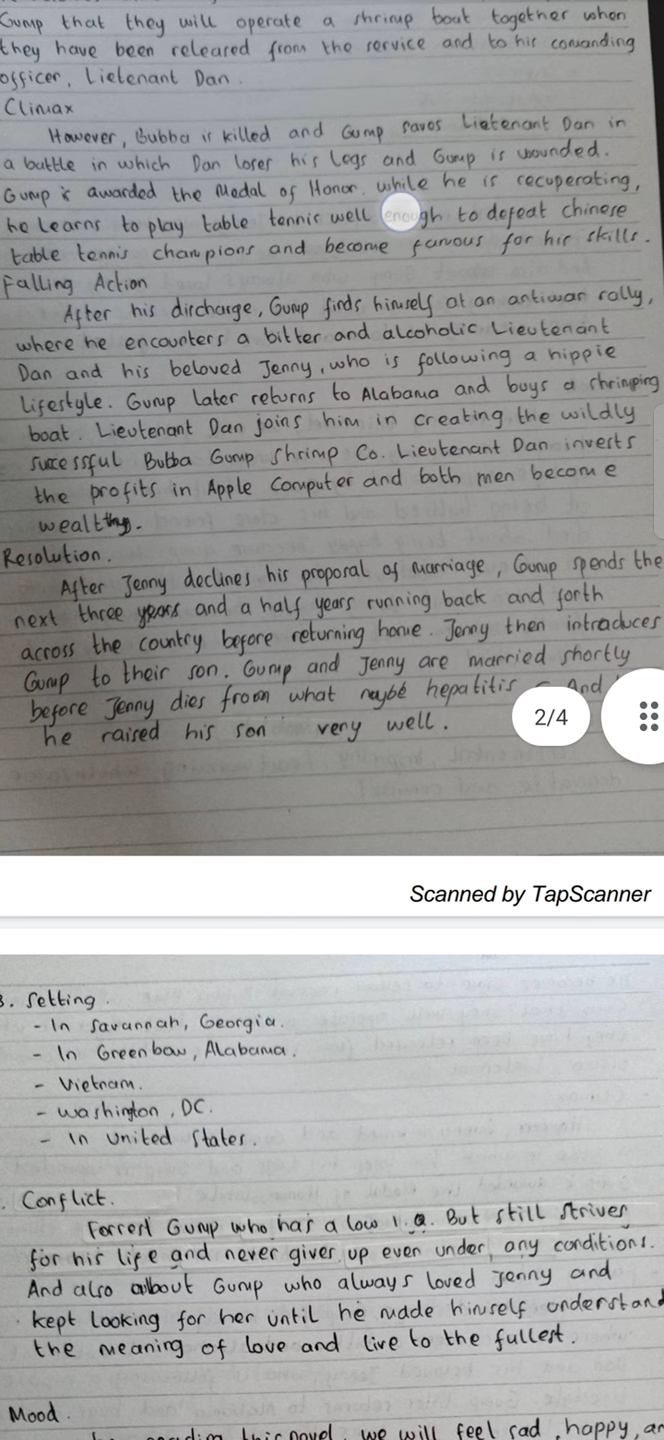 Gump that they will operate a shrimp boat together when
they have been released from the service and to his comanding
officer, Lietenant Dan.
Climax
However, Bubba is killed and Gump saves Lietenant Dan in
a battle in which Dan loses his legs and Gump is wounded.
Gump is awarded the Medal of Honor. while he is recuperating,
he learns to play table tennis well enough to defeat chinese
table tennis champions and become famous for his skills.
Falling Action
After his discharge, Gump finds himself at an antiwar rally,
where he encounters a bitter and alcoholic Lieutenant
Dan and his beloved Jenny, who is following a hippie
Lifestyle. Gump later returns to Alabama and buys a shrimping
boat. Lieutenant Dan joins him in creating the wildly
successful Bubba Gump Shrimp Co. Lieutenant Dan invests
the profits in Apple Computer and both men become
wealthy.
Resolution.
After Jenny declines his proposal of marriage, Gump spends the
next three years and a half years running back and forth
across the country before returning home. Jenny then introduces
Gump to their son. Gump and Jenny are married shortly
before Jenny dies from what maybe hepatitis And
he raised his son very well.
2/4
Scanned by TapScanner
3. Setting.
- In Savannah, Georgia.
- In Greenbow, Alabama.
- Vietnam.
- Washington, DC.
- In United States.
. Conflict.
Forrest Gump who has a low I.Q. But still strives
for his life and never gives up even under any conditions.
And also about Gump who always loved Jenny and
kept looking for her until he made himself understand
the meaning of love and live to the fullest.
Mood.
this novel, we will feel sad, happy, an